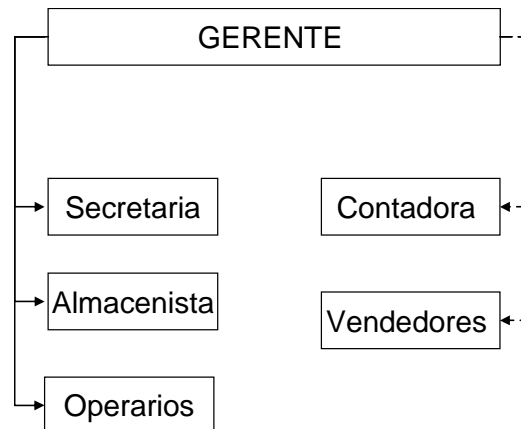 GERENTE
Secretaria
Contadora
Almacenista
Vendedores
Operarios